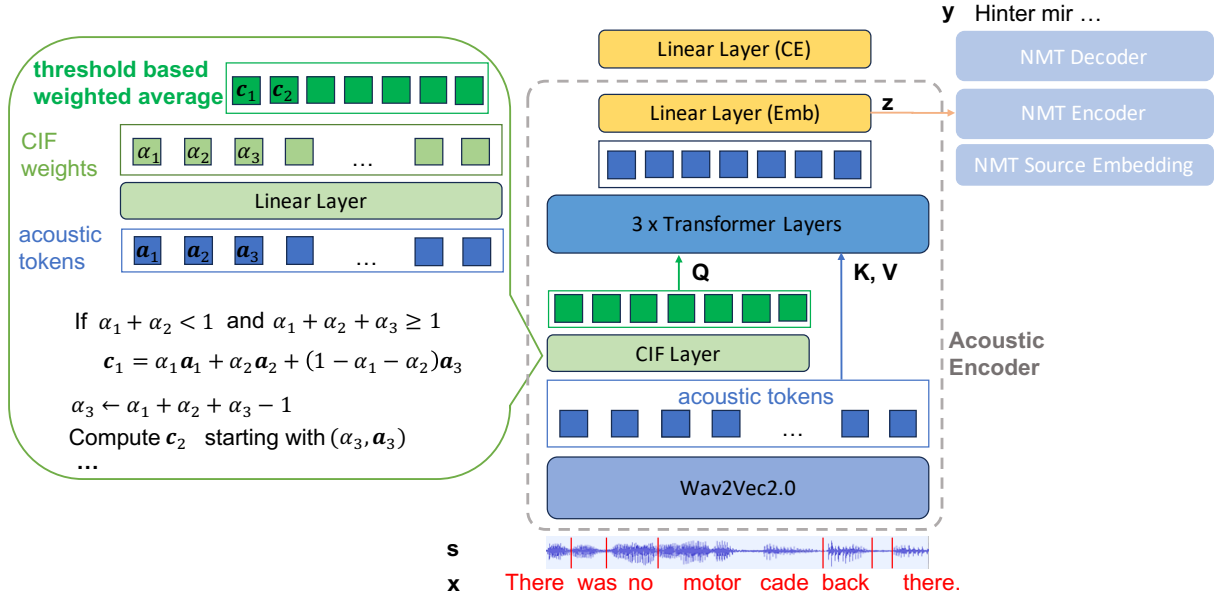 threshold based
weighted average
c₁ c₂
CIF
weights
α₁ α₂ α₃ ...
Linear Layer
acoustic
tokens
a₁ a₂ a₃ ...
If α₁ + α₂ < 1 and α₁ + α₂ + α₃ ≥ 1
c₁ = α₁a₁ + α₂a₂ + (1 − α₁ − α₂)a₃
α₃ ← α₁ + α₂ + α₃ − 1
Compute c₂ starting with (α₃, a₃)
...
Linear Layer (CE)
Linear Layer (Emb)
z
3 x Transformer Layers
Q
K, V
CIF Layer
acoustic tokens
...
Wav2Vec2.0
Acoustic
Encoder
s
x There was no motor cade back there.
y Hinter mir ...
NMT Decoder
NMT Encoder
NMT Source Embedding